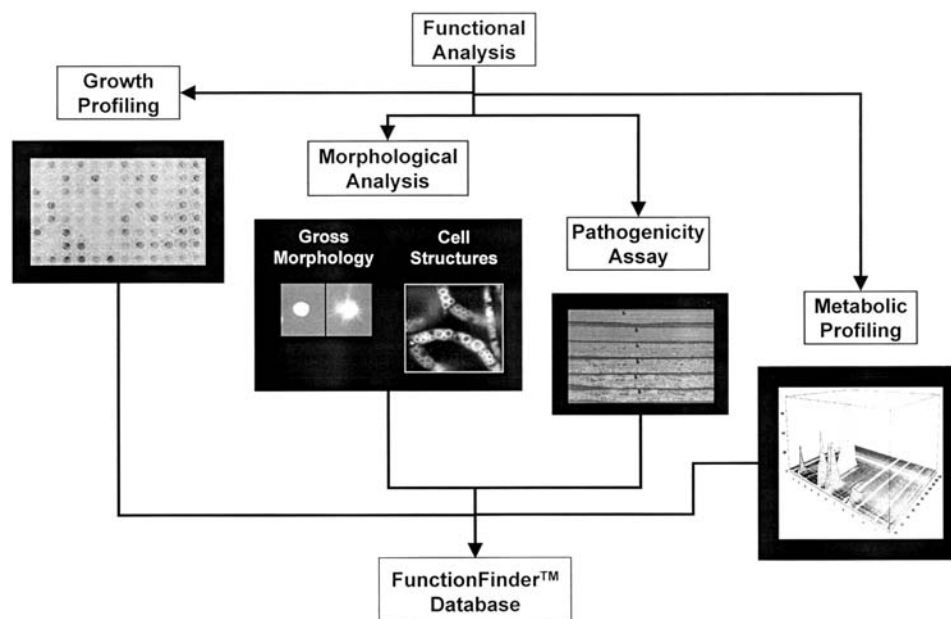 Functional
Analysis
Growth
Profiling
Morphological
Analysis
Gross
Morphology
Cell
Structures
Pathogenicity
Assay
Metabolic
Profiling
FunctionFinder™
Database